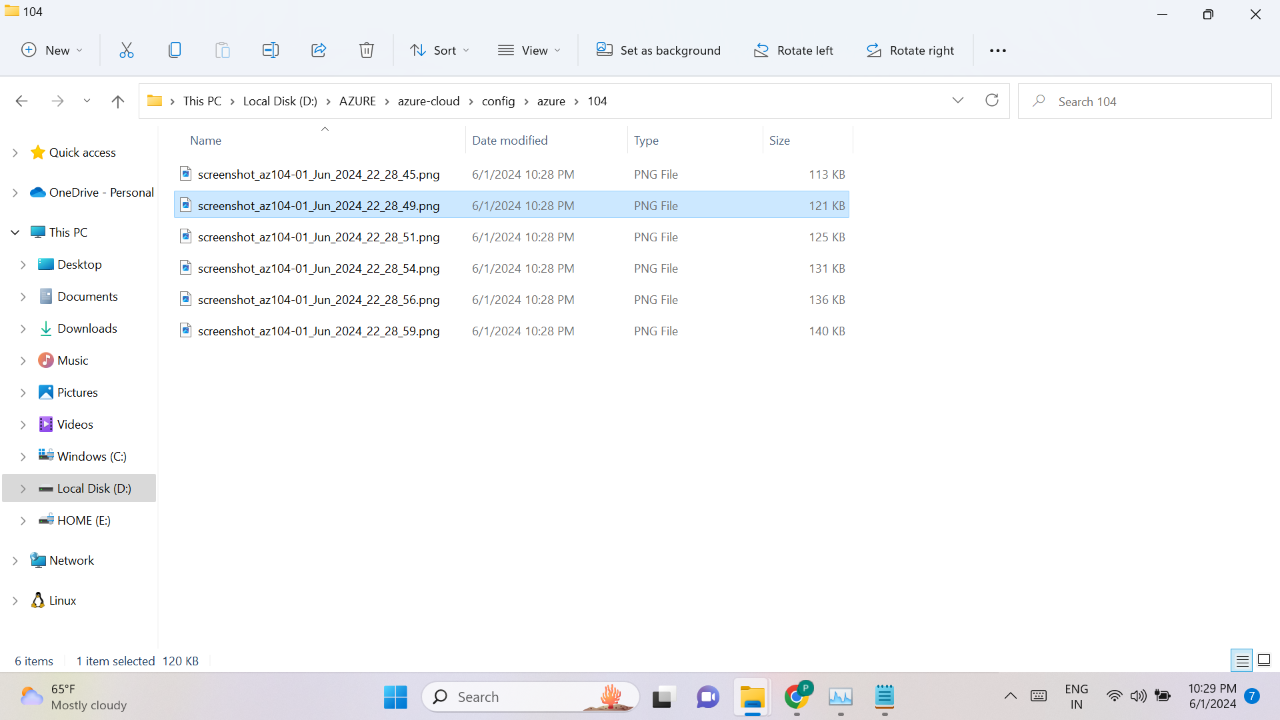 104
New Sort View Set as background Rotate left Rotate right
This PC Local Disk (D:) AZURE azure-cloud config azure 104 Search 104
Name Date modified Type Size
Quick access
OneDrive - Personal
This PC
Desktop
Documents
Downloads
Music
Pictures
Videos
Windows (C:)
Local Disk (D:)
HOME (E:)
Network
Linux
screenshot_az104-01_Jun_2024_22_28_45.png 6/1/2024 10:28 PM PNG File 113 KB
screenshot_az104-01_Jun_2024_22_28_49.png 6/1/2024 10:28 PM PNG File 121 KB
screenshot_az104-01_Jun_2024_22_28_51.png 6/1/2024 10:28 PM PNG File 125 KB
screenshot_az104-01_Jun_2024_22_28_54.png 6/1/2024 10:28 PM PNG File 131 KB
screenshot_az104-01_Jun_2024_22_28_56.png 6/1/2024 10:28 PM PNG File 136 KB
screenshot_az104-01_Jun_2024_22_28_59.png 6/1/2024 10:28 PM PNG File 140 KB
6 items 1 item selected 120 KB
65°F
Mostly cloudy
Search
P
ENG
IN
10:29 PM
6/1/2024
7